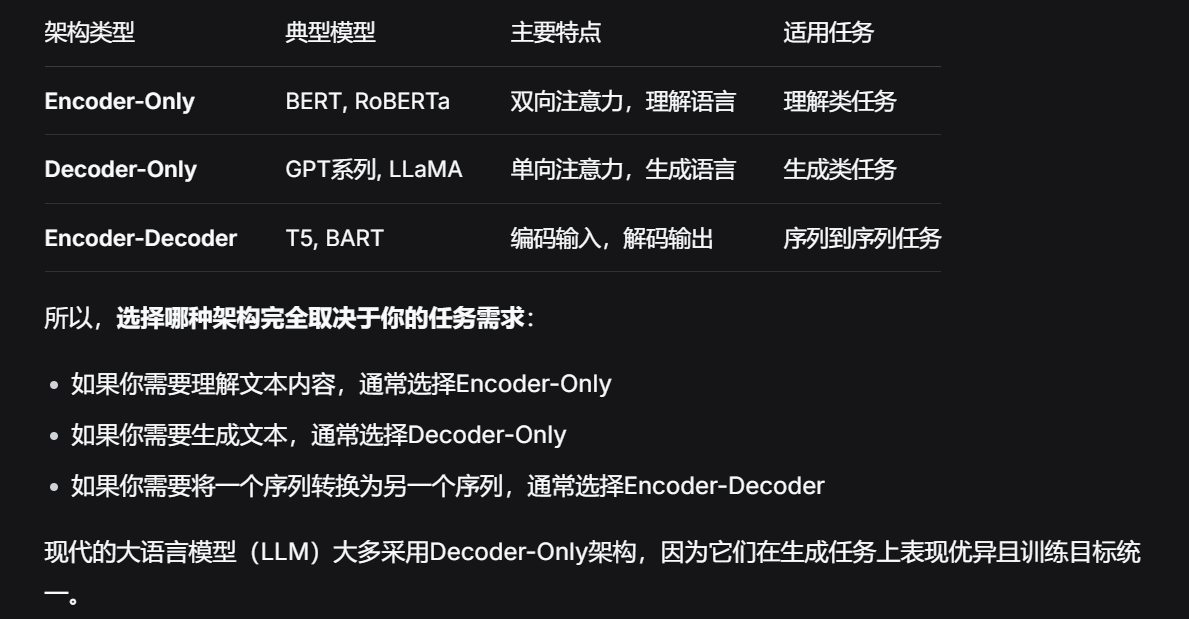 架构类型 典型模型 主要特点 适用任务
Encoder-Only BERT, RoBERTa 双向注意力，理解语言 理解类任务
Decoder-Only GPT系列, LLaMA 单向注意力，生成语言 生成类任务
Encoder-Decoder T5, BART 编码输入，解码输出 序列到序列任务
所以，选择哪种架构完全取决于你的任务需求：
• 如果你需要理解文本内容，通常选择Encoder-Only
• 如果你需要生成文本，通常选择Decoder-Only
• 如果你需要将一个序列转换为另一个序列，通常选择Encoder-Decoder
现代的大语言模型（LLM）大多采用Decoder-Only架构，因为它们在生成任务上表现优异且训练目标统
一。